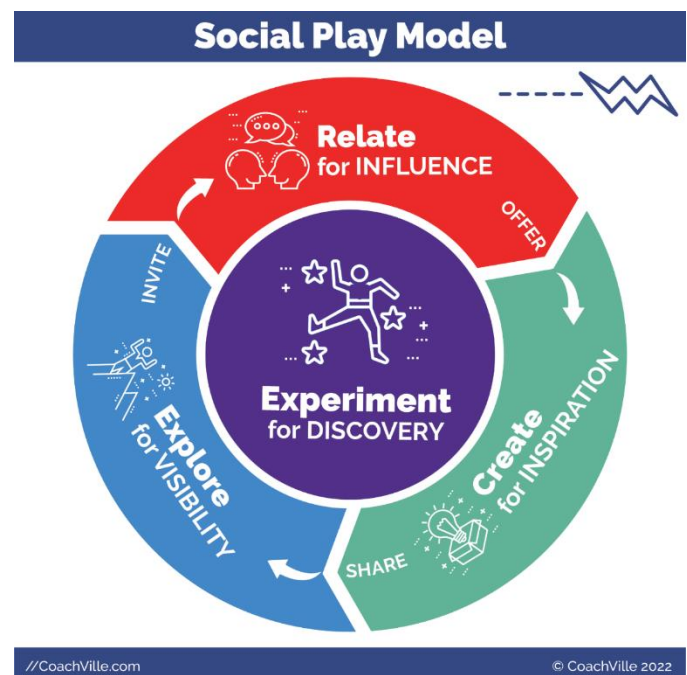 Social Play Model
Relate
for INFLUENCE
OFFER
Create
for INSPIRATION
SHARE
Explore
for VISIBILITY
INVITE
Experiment
for DISCOVERY
//CoachVille.com
© CoachVille 2022